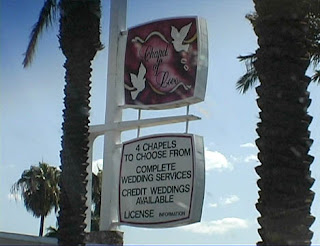 Chapel
of
Love
4 CHAPELS
TO CHOOSE FROM
COMPLETE
WEDDING SERVICES
CREDIT WEDDINGS
AVAILABLE
LICENSE INFORMATION